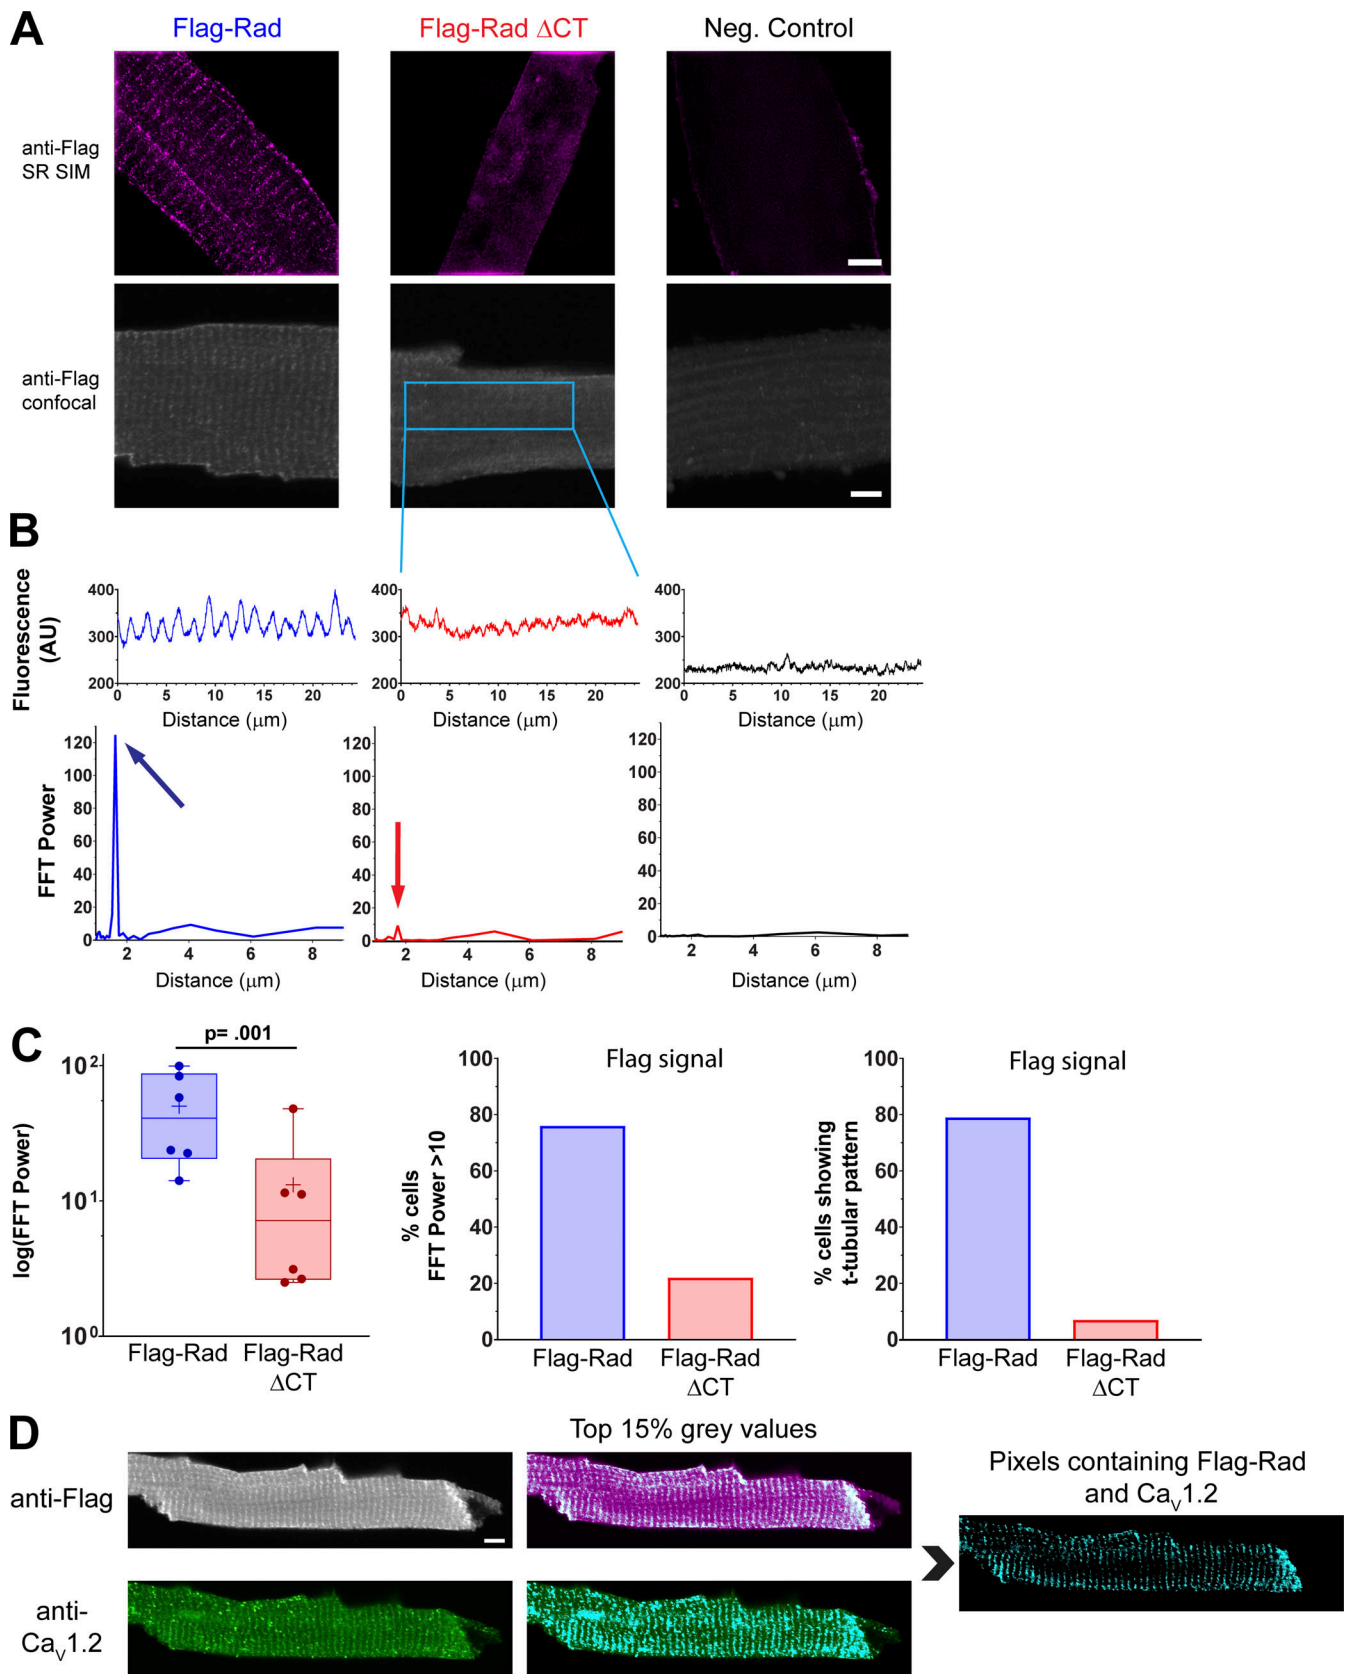 A
Flag-Rad
Flag-Rad ΔCT
Neg. Control
anti-Flag
SR SIM
anti-Flag
confocal
B
Fluorescence
(AU)
400
300
200
0 5 10 15 20
Distance (μm)
400
300
200
0 5 10 15 20
Distance (μm)
400
300
200
0 5 10 15 20
Distance (μm)
FFT Power
120
100
80
60
40
20
0
2 4 6 8
Distance (μm)
120
100
80
60
40
20
0
2 4 6 8
Distance (μm)
120
100
80
60
40
20
0
2 4 6 8
Distance (μm)
C
p= .001
log(FFT Power)
10²
10¹
10⁰
Flag-Rad
Flag-Rad
ΔCT
Flag signal
% cells
FFT Power >10
100
80
60
40
20
0
Flag-Rad
Flag-Rad
ΔCT
Flag signal
% cells showing
t-tubular pattern
100
80
60
40
20
0
Flag-Rad
Flag-Rad
ΔCT
D
Top 15% grey values
anti-Flag
Pixels containing Flag-Rad
and CaV1.2
anti-
CaV1.2